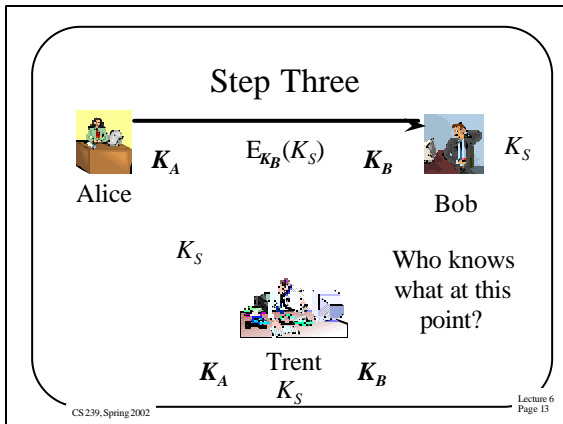 Step Three
K_A
E_{K_B}(K_S)
K_B
K_S
Alice
Bob
K_S
Who knows
what at this
point?
Trent
K_A
K_B
K_S
CS 239, Spring 2002
Lecture 6
Page 13